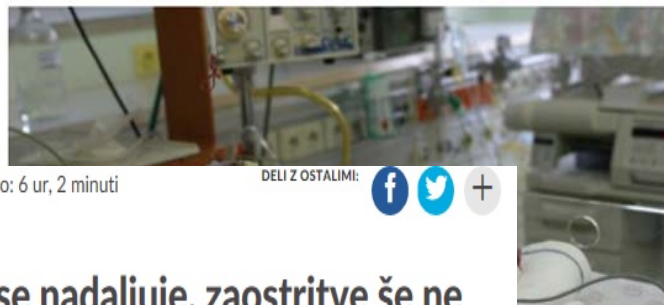 o: 6 ur, 2 minuti
DELI Z OSTALIMI:
se nadaljuje, zaostritve še ne